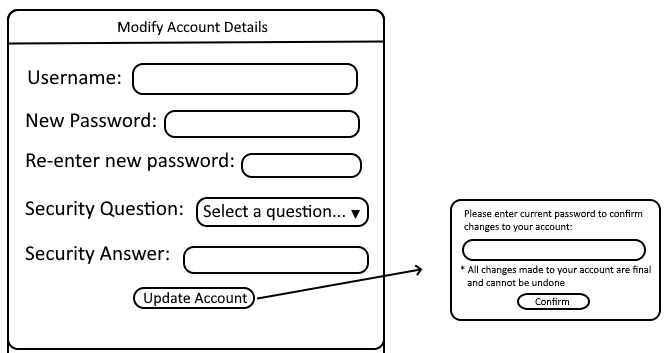 Modify Account Details
Username:
New Password:
Re-enter new password:
Security Question: Select a question... ▼
Security Answer:
Update Account
Please enter current password to confirm
changes to your account:
* All changes made to your account are final
and cannot be undone
Confirm